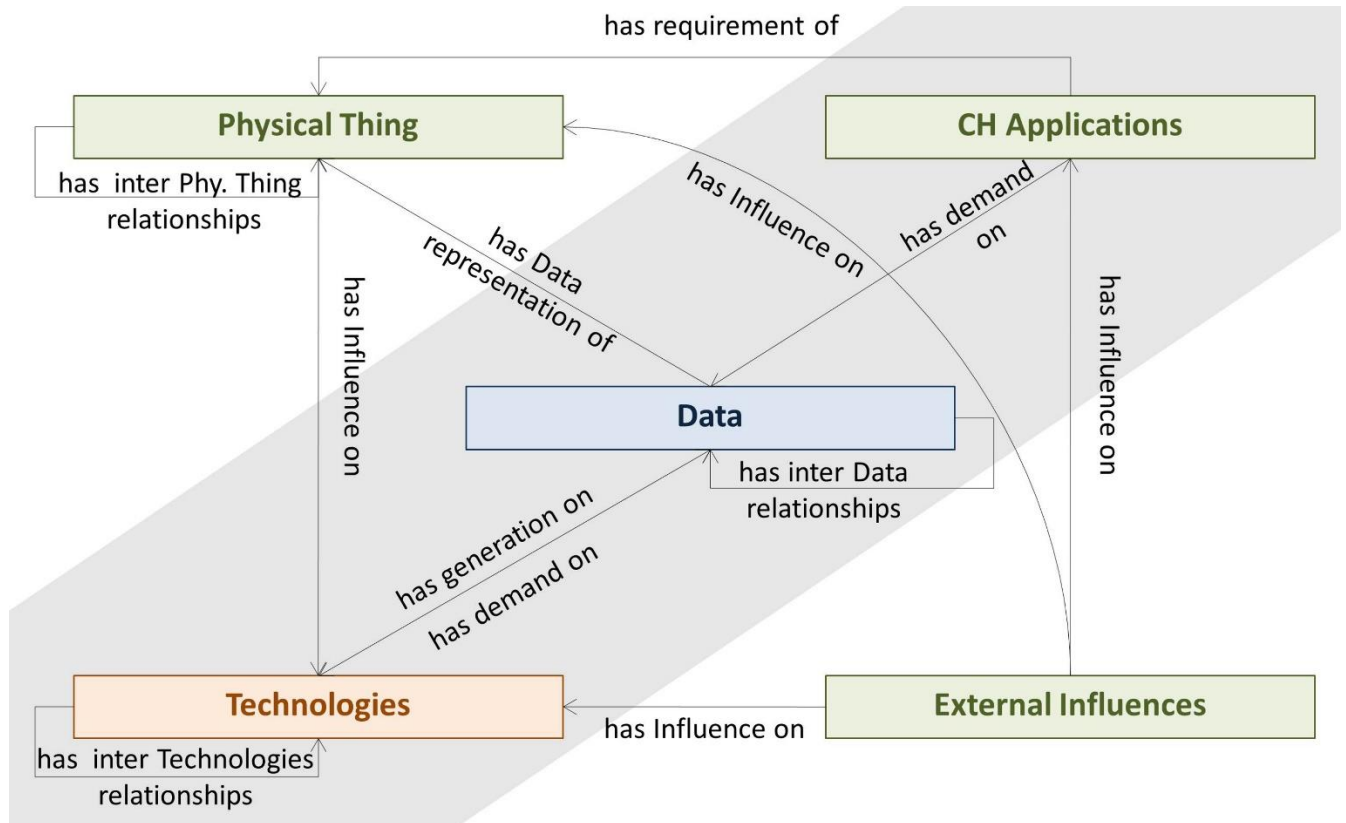 has requirement of
Physical Thing
CH Applications
has inter Phy. Thing
relationships
has Influence on
has demand
on
has Data
representation of
has Influence on
has Influence on
Data
has inter Data
relationships
has generation on
has demand on
Technologies
External Influences
has Influence on
has inter Technologies
relationships